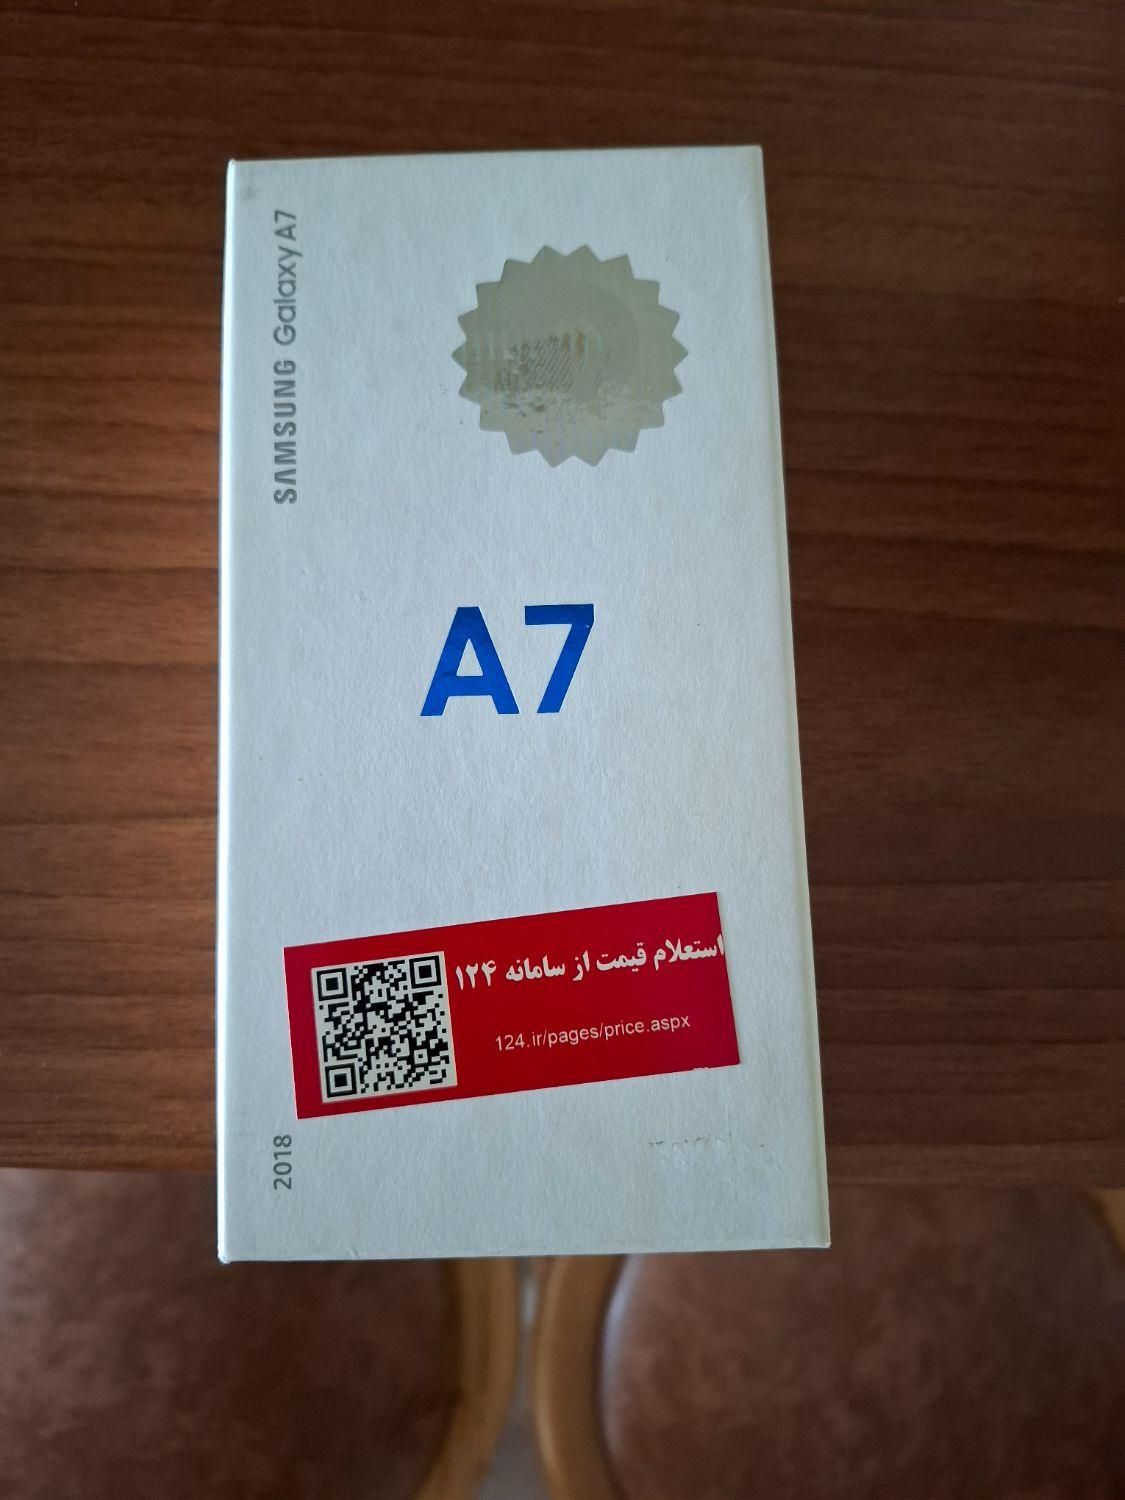 SAMSUNG Galaxy A7
A7
استعلام قیمت از سامانه ۱۲۴
124.ir/pages/price.aspx
2018